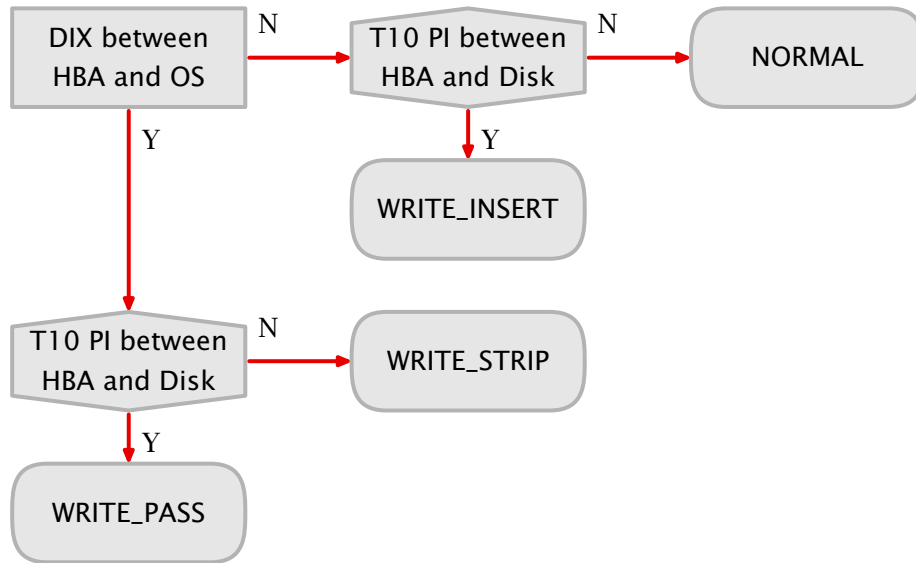 DIX between
HBA and OS
N
T10 PI between
HBA and Disk
N
NORMAL
Y
Y
WRITE_INSERT
T10 PI between
HBA and Disk
N
WRITE_STRIP
Y
WRITE_PASS